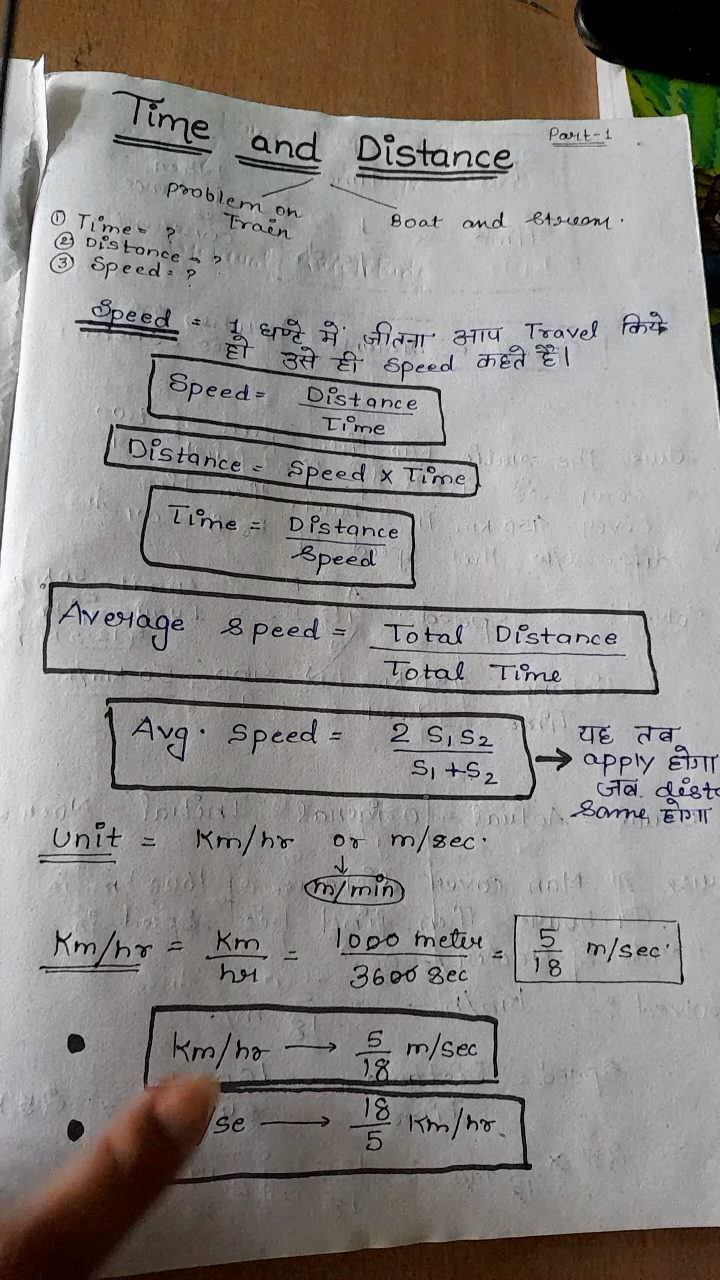 Part-1
Time and Distance
problem on Train
Boat and Stream.
① Time = ?
② Distance = ?
③ Speed = ?
Speed = 1 घण्टे में जीतना आप Travel किये
हो उसे ही Speed कहते हैं।
Speed = Distance / Time
Distance = Speed x Time
Time = Distance / Speed
Average Speed = Total Distance / Total Time
Avg. Speed = 2 S₁S₂ / S₁+S₂ → यह तब
apply होगा
जब
same होगा
Unit = Km/hr or m/sec.
↓
m/min
Km/hr = Km/hr = 1000 meter / 3600 Sec = 5/18 m/sec.
• Km/hr → 5/18 m/sec
• /se → 18/5 Km/hr.